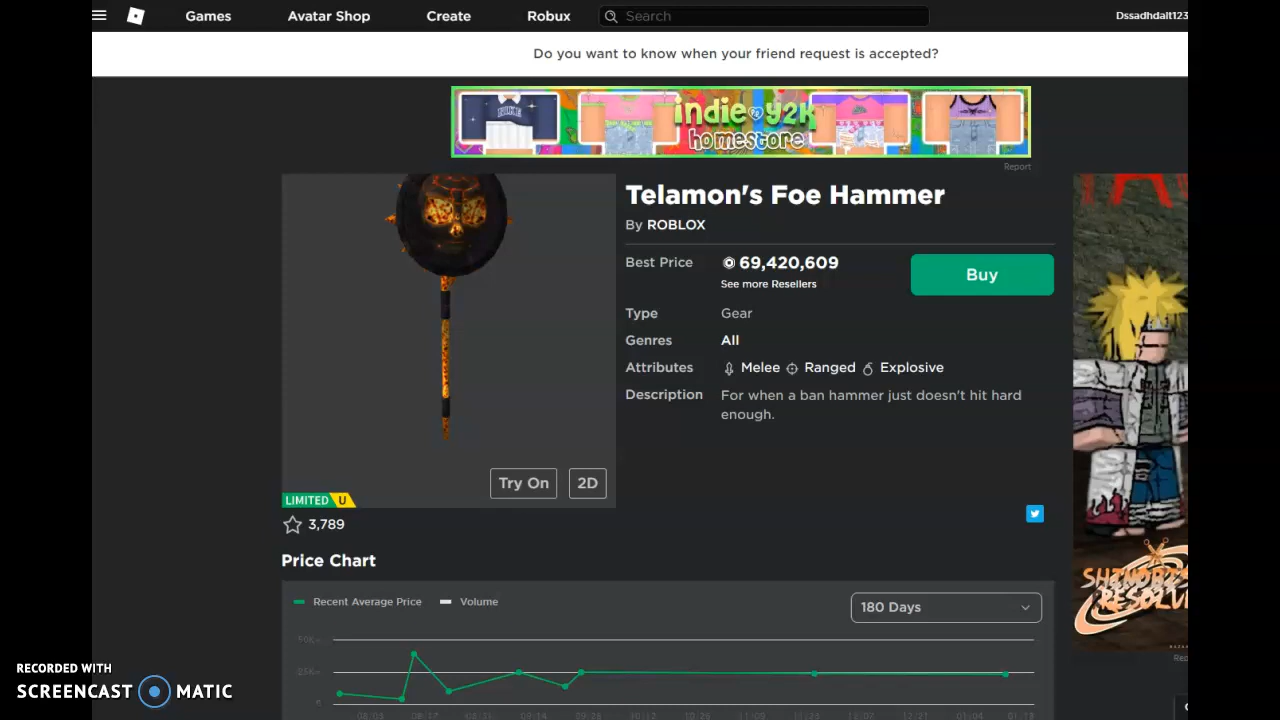 Games Avatar Shop Create Robux Search Dssadhdalt123
Do you want to know when your friend request is accepted?
indie y2k
homestore
Report
Telamon's Foe Hammer
By ROBLOX
Best Price 69,420,609
See more Resellers
Buy
Type Gear
Genres All
Attributes Melee Ranged Explosive
Description For when a ban hammer just doesn't hit hard
enough.
Try On 2D
LIMITED U
3,789
Price Chart
Recent Average Price Volume
180 Days
RECORDED WITH
SCREENCAST MATIC